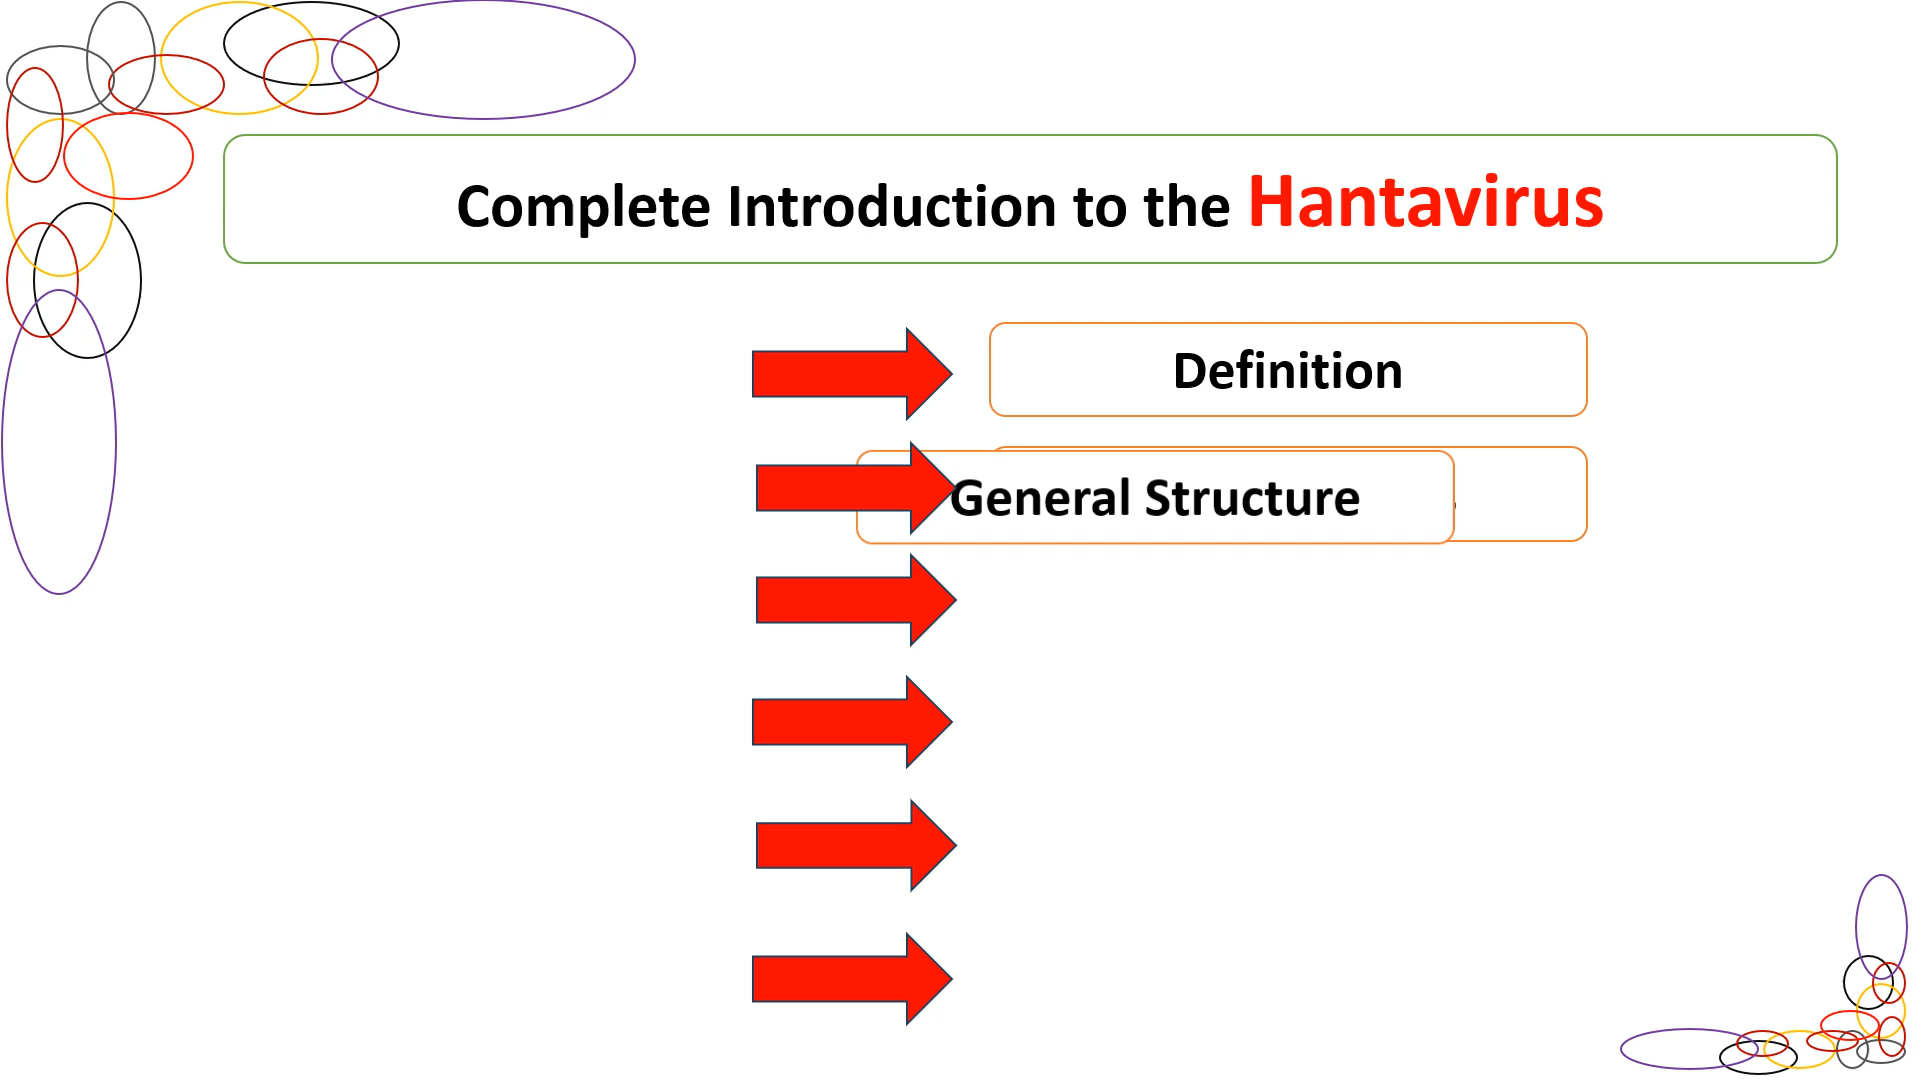 Complete Introduction to the Hantavirus
Definition
General Structure